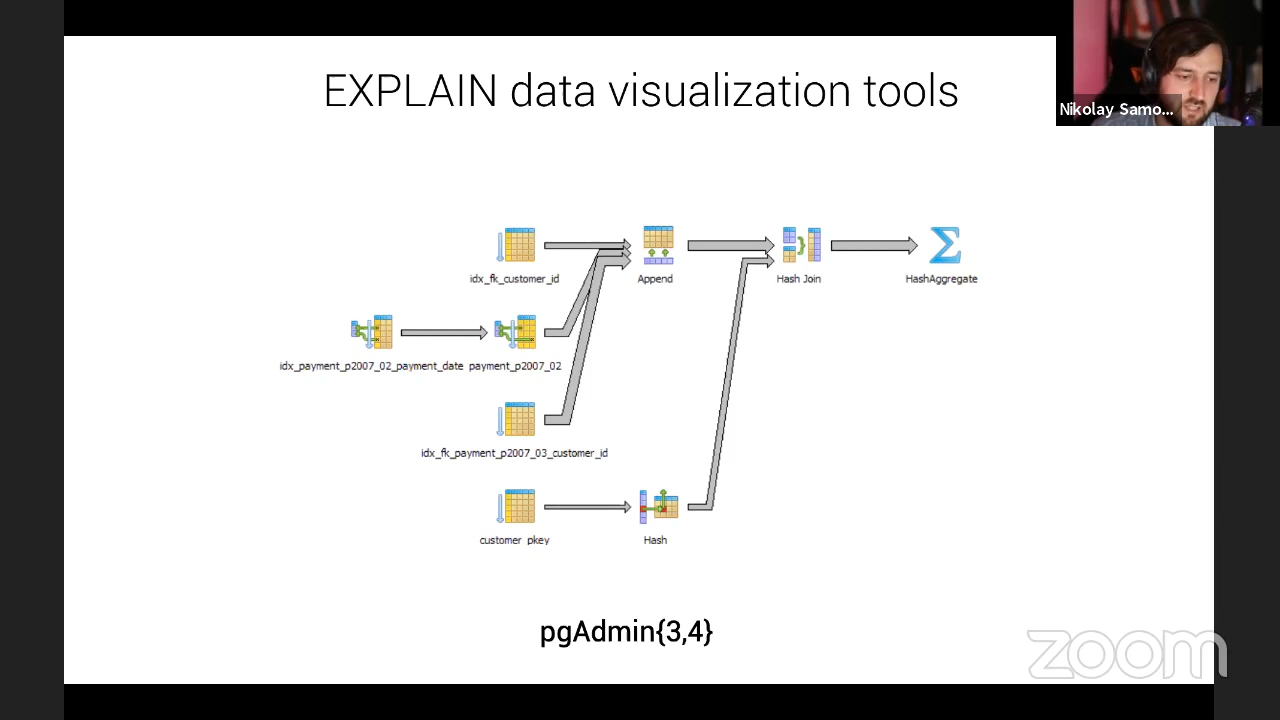 EXPLAIN data visualization tools
Nikolay Samo...
idx_fk_customer_id
Append
Hash Join
HashAggregate
idx_payment_p2007_02_payment_date
payment_p2007_02
idx_fk_payment_p2007_03_customer_id
customer_pkey
Hash
pgAdmin{3,4}
zoom